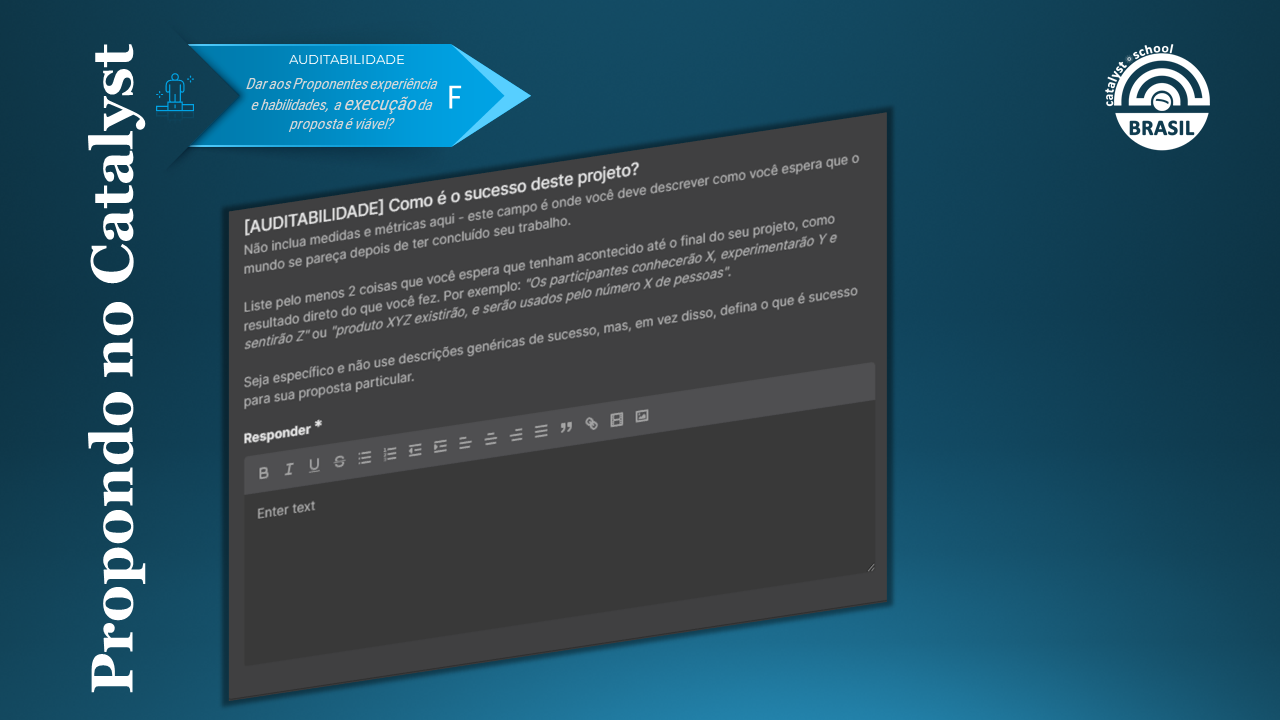 Propondo no Catalyst
AUDITABILIDADE
Dar aos Proponentes experiência
e habilidades, a execução da
proposta é viável?
F
catalyst school
BRASIL
[AUDITABILIDADE] Como é o sucesso deste projeto?
Não inclua medidas e métricas aqui - este campo é onde você deve descrever como você espera que o
mundo se pareça depois de ter concluído seu trabalho.
Liste pelo menos 2 coisas que você espera que tenham acontecido até o final do seu projeto, como
resultado direto do que você fez. Por exemplo: "Os participantes conhecerão X, experimentarão Y e
sentirão Z" ou "produto XYZ existirão, e serão usados pelo número X de pessoas".
Seja específico e não use descrições genéricas de sucesso, mas, em vez disso, defina o que é sucesso
para sua proposta particular.
Responder *
B I U S
Enter text